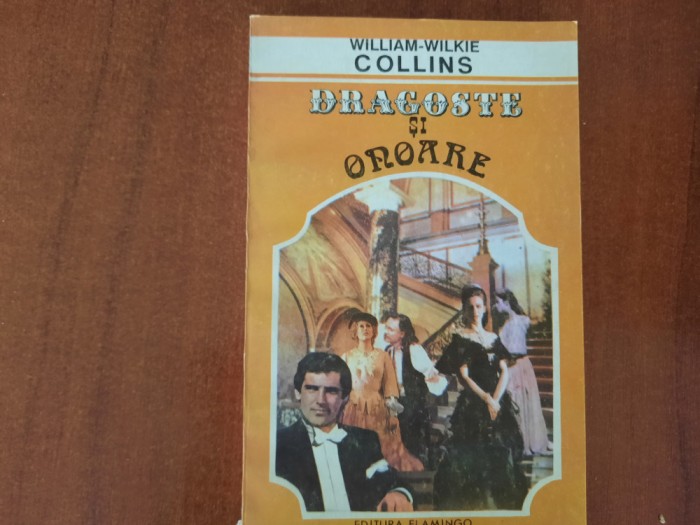 WILLIAM-WILKIE
COLLINS
DRAGOSTE
ȘI
ONOARE
EDITURA FLAMINGO